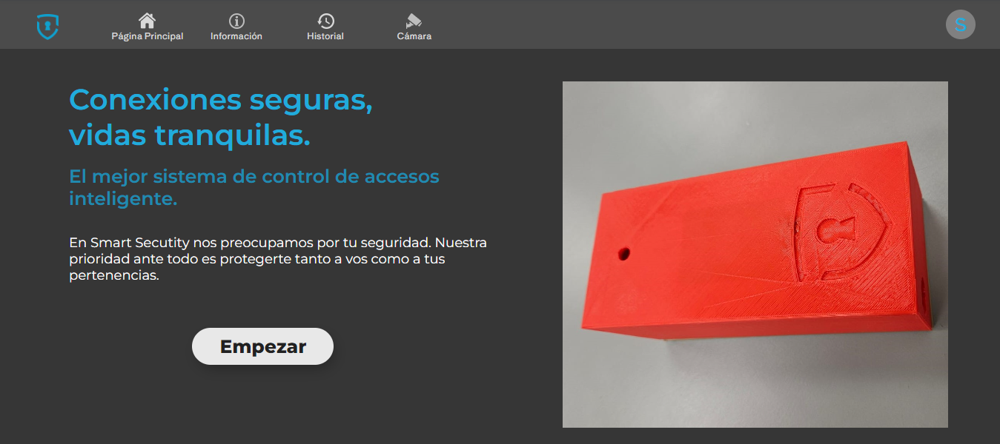 Página Principal
Información
Historial
Cámara
S
Conexiones seguras,
vidas tranquilas.
El mejor sistema de control de accesos
inteligente.
En Smart Secutity nos preocupamos por tu seguridad. Nuestra
prioridad ante todo es protegerte tanto a vos como a tus
pertenencias.
Empezar